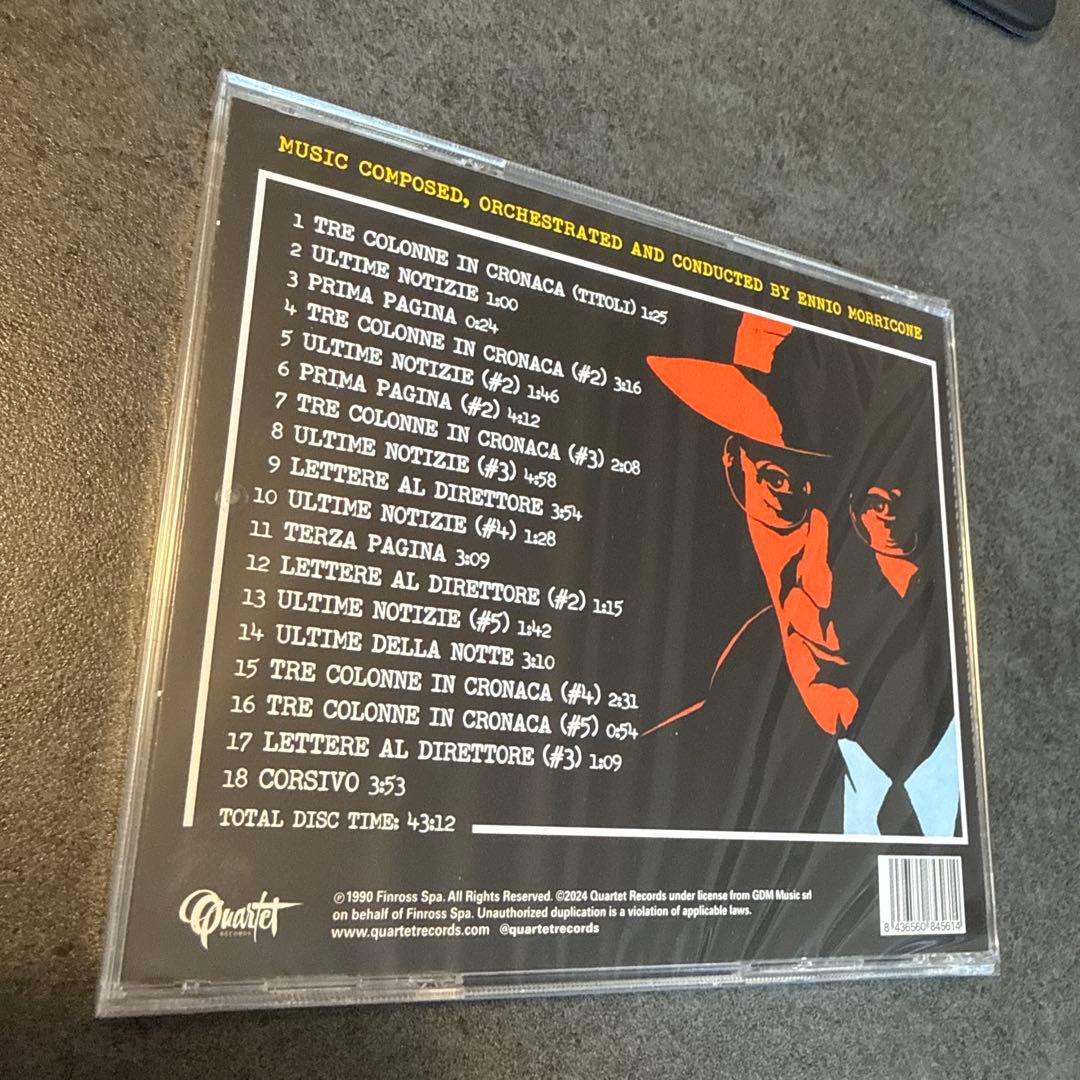 MUSIC COMPOSED, ORCHESTRATED AND CONDUCTED BY ENNIO MORRICONE
1 TRE COLONNE IN CRONACA (TITOLI) 1:25
2 ULTIME NOTIZIE 1:00
3 PRIMA PAGINA 0:24
4 TRE COLONNE IN CRONACA (#2) 3:16
5 ULTIME NOTIZIE (#2) 1:46
6 PRIMA PAGINA (#2) 4:12
7 TRE COLONNE IN CRONACA (#3) 2:08
8 ULTIME NOTIZIE (#3) 4:58
9 LETTERE AL DIRETTORE 3:54
10 ULTIME NOTIZIE (#4) 1:28
11 TERZA PAGINA 3:09
12 LETTERE AL DIRETTORE (#2) 1:15
13 ULTIME NOTIZIE (#5) 1:42
14 ULTIME DELLA NOTTE 3:10
15 TRE COLONNE IN CRONACA (#4) 2:31
16 TRE COLONNE IN CRONACA (#5) 0:54
17 LETTERE AL DIRETTORE (#3) 1:09
18 CORSIVO 3:53
TOTAL DISC TIME: 43:12
Quartet
RECORDS
℗ 1990 Finross Spa. All Rights Reserved. ©2024 Quartet Records under license from GDM Music srl
on behalf of Finross Spa. Unauthorized duplication is a violation of applicable laws.
www.quartetrecords.com @quartetrecords
8 436560 845614